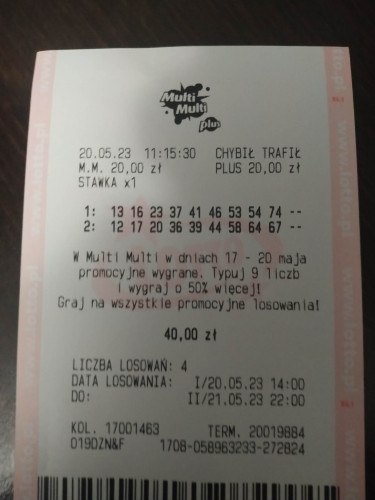 Multi
Multi
plus
20.05.23 11:15:30 CHYBIŁ TRAFIŁ
M.M. 20,00 zł PLUS 20,00 zł
STAWKA x1
1: 13 16 23 37 41 46 53 54 74 --
2: 12 17 20 36 39 44 58 64 67 --
W Multi Multi w dniach 17 - 20 maja
promocyjne wygrane. Typuj 9 liczb
i wygraj o 50% więcej!
Graj na wszystkie promocyjne losowania!
40,00 zł
LICZBA LOSOWAŃ: 4
DATA LOSOWANIA: I/20.05.23 14:00
DO: II/21.05.23 22:00
KOL. 17001463 TERM. 20019884
019DZN&F 1708-058963233-272824